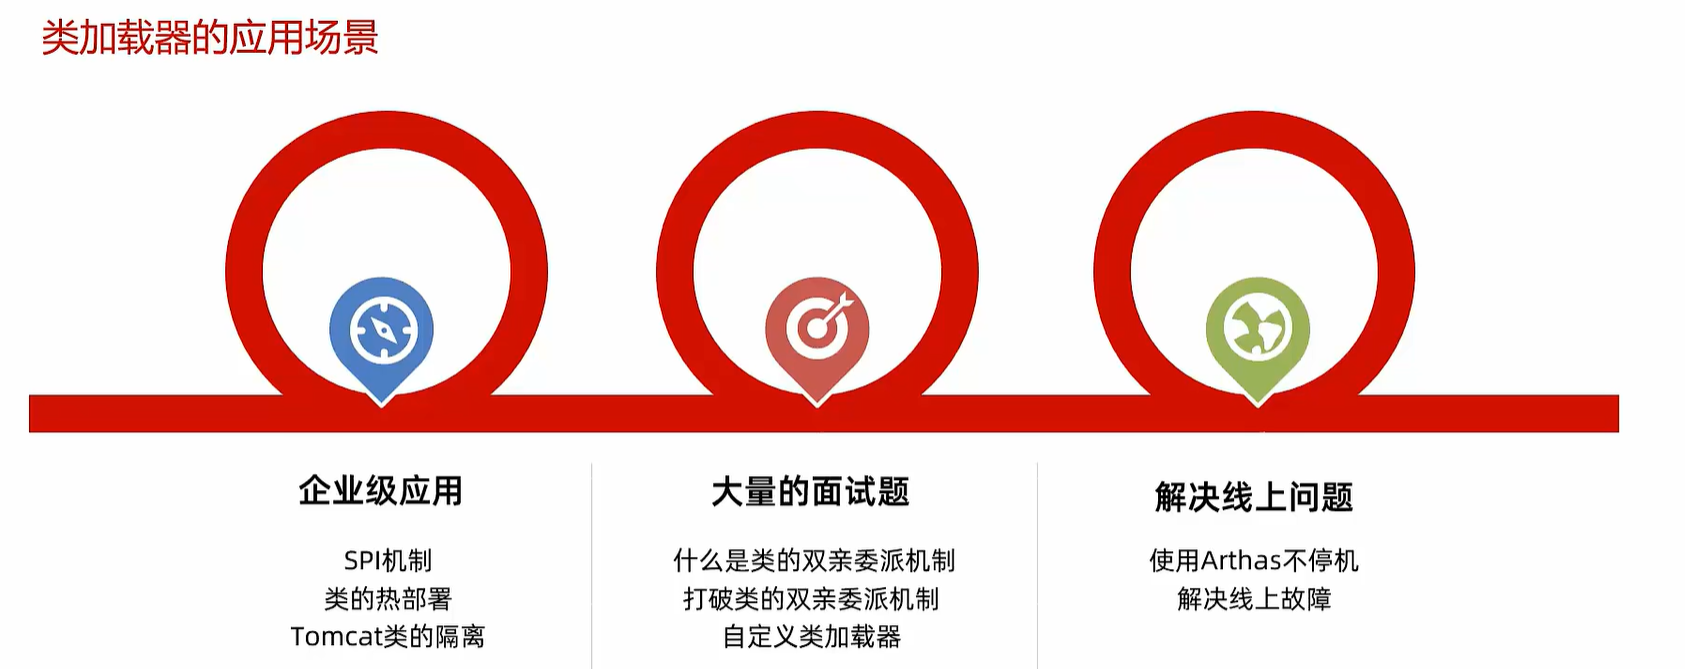 类加载器的应用场景
企业级应用
SPI机制
类的热部署
Tomcat类的隔离
大量的面试题
什么是类的双亲委派机制
打破类的双亲委派机制
自定义类加载器
解决线上问题
使用Arthas不停机
解决线上故障